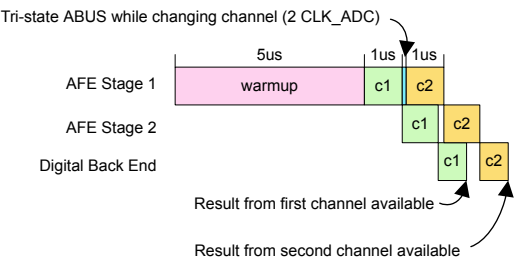 Tri-state ABUS while changing channel (2 CLK_ADC)
5us 1us 1us
AFE Stage 1 warmup c1 c2
AFE Stage 2 c1 c2
Digital Back End c1 c2
Result from first channel available
Result from second channel available